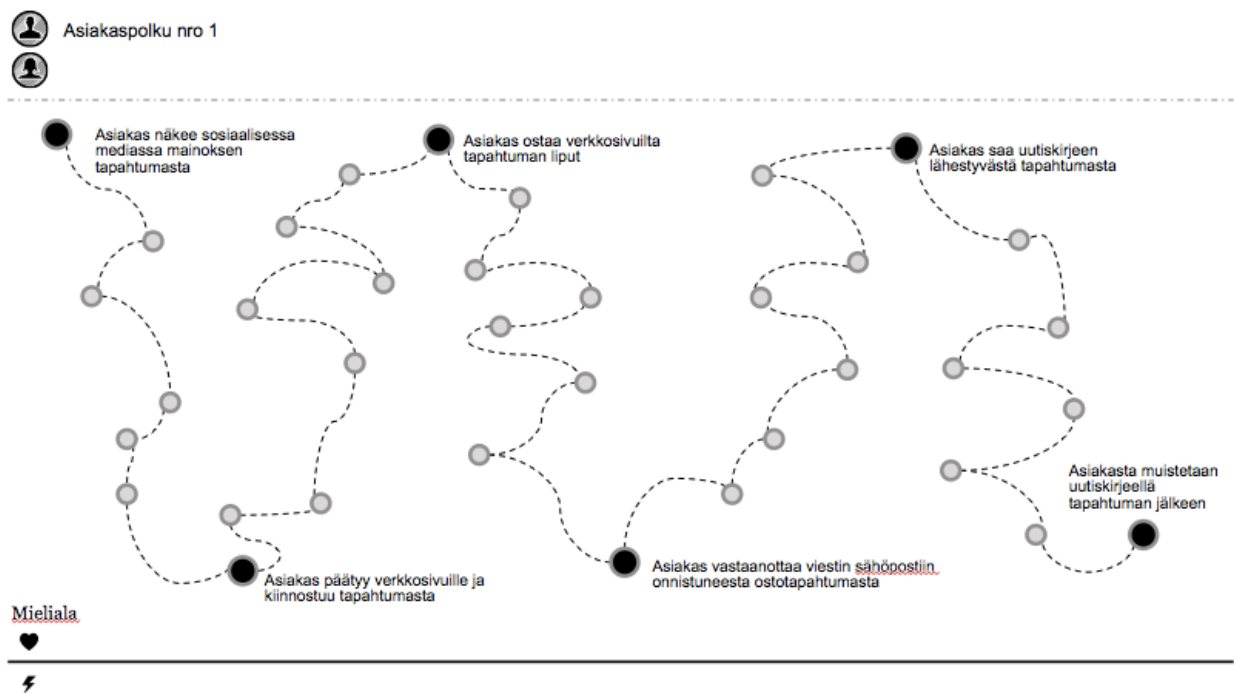 Asiakaspolku nro 1
Asiakas näkee sosiaalisessa
mediassa mainoksen
tapahtumasta
Asiakas ostaa verkkosivuilta
tapahtuman liput
Asiakas saa uutiskirjeen
lähestyvästä tapahtumasta
Asiakasta muistetaan
uutiskirjeellä
tapahtuman jälkeen
Asiakas päätyy verkkosivuille ja
kiinnostuu tapahtumasta
Asiakas vastaanottaa viestin sähöpostiin
onnistuneesta ostotapahtumasta
Mieliala